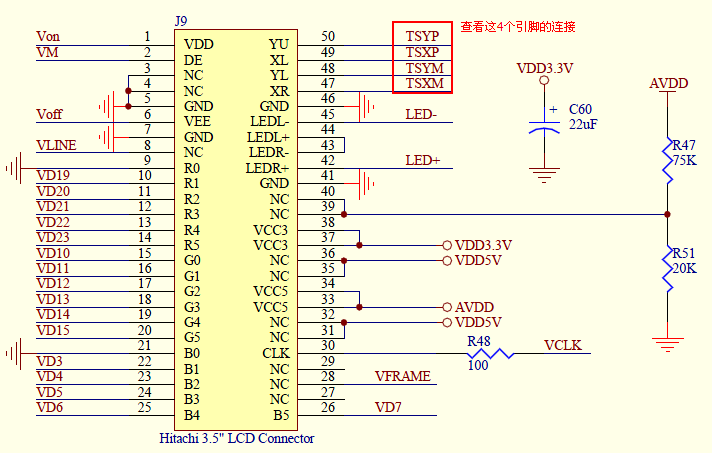 J9
查看这4个引脚的连接
Von 1 VDD YU 50 TSYP
VM 2 DE XL 49 TSXP
3 NC YL 48 TSYM
4 NC XR 47 TSXM
5 GND GND 46
Voff 6 VEE LEDL- 45 LED-
7 GND LEDL+ 44
VLINE 8 NC LEDR- 43
9 R0 LEDR+ 42 LED+
VD19 10 R1 GND 41
VD20 11 R2 NC 40
VD21 12 R3 NC 39
VD22 13 R4 VCC3 38
VD23 14 R5 VCC3 37 VDD3.3V
VD10 15 G0 NC 36 VDD5V
VD11 16 G1 NC 35
VD12 17 G2 VCC5 34
VD13 18 G3 VCC5 33 AVDD
VD14 19 G4 NC 32 VDD5V
VD15 20 G5 NC 31
21 B0 CLK 30 R48 100 VCLK
VD3 22 B1 NC 29
VD4 23 B2 NC 28 VFRAME
VD5 24 B3 NC 27
VD6 25 B4 B5 26 VD7
Hitachi 3.5" LCD Connector
VDD3.3V
+
C60
22uF
AVDD
R47
75K
R51
20K